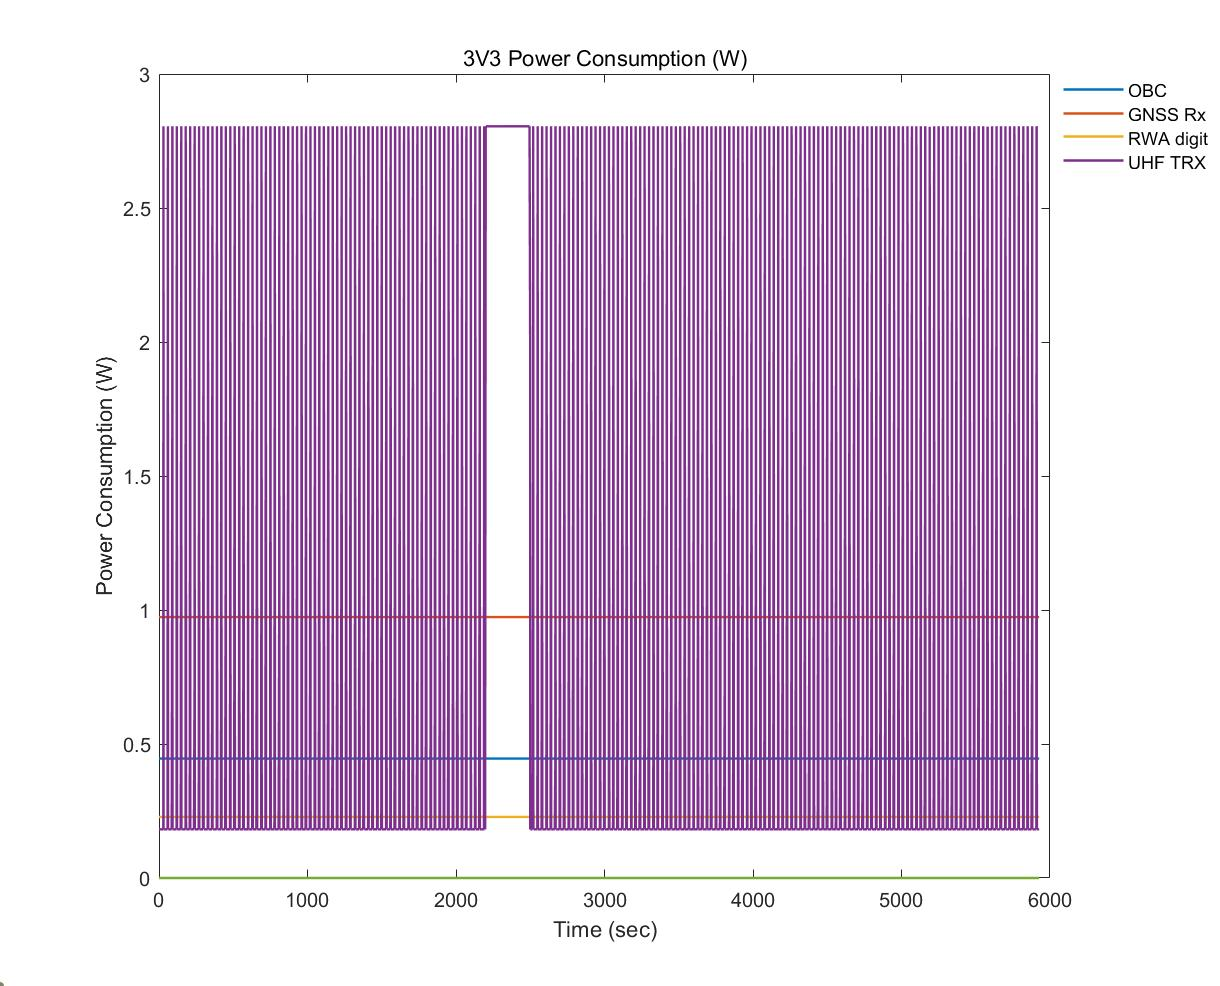 3V3 Power Consumption (W)
3
2.5
2
1.5
1
0.5
0
Power Consumption (W)
0 1000 2000 3000 4000 5000 6000
Time (sec)
OBC
GNSS Rx
RWA digit
UHF TRX